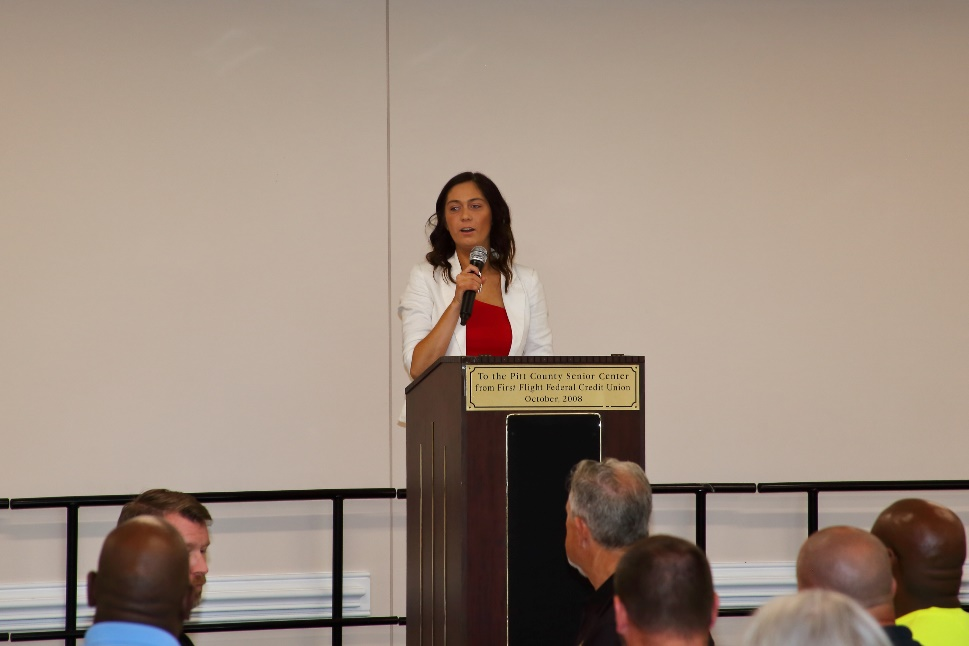 To the Pitt County Senior Center
from First Flight Federal Credit Union
October, 2008